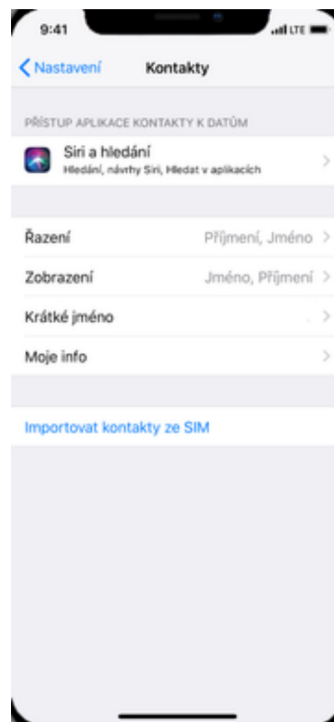 9:41
LTE
Nastavení
Kontakty
PŘÍSTUP APLIKACE KONTAKTY K DATŮM
Siri a hledání
Hledání, návrhy Siri, Hledat v aplikacích
Řazení Příjmení, Jméno
Zobrazení Jméno, Příjmení
Krátké jméno
Moje info
Importovat kontakty ze SIM